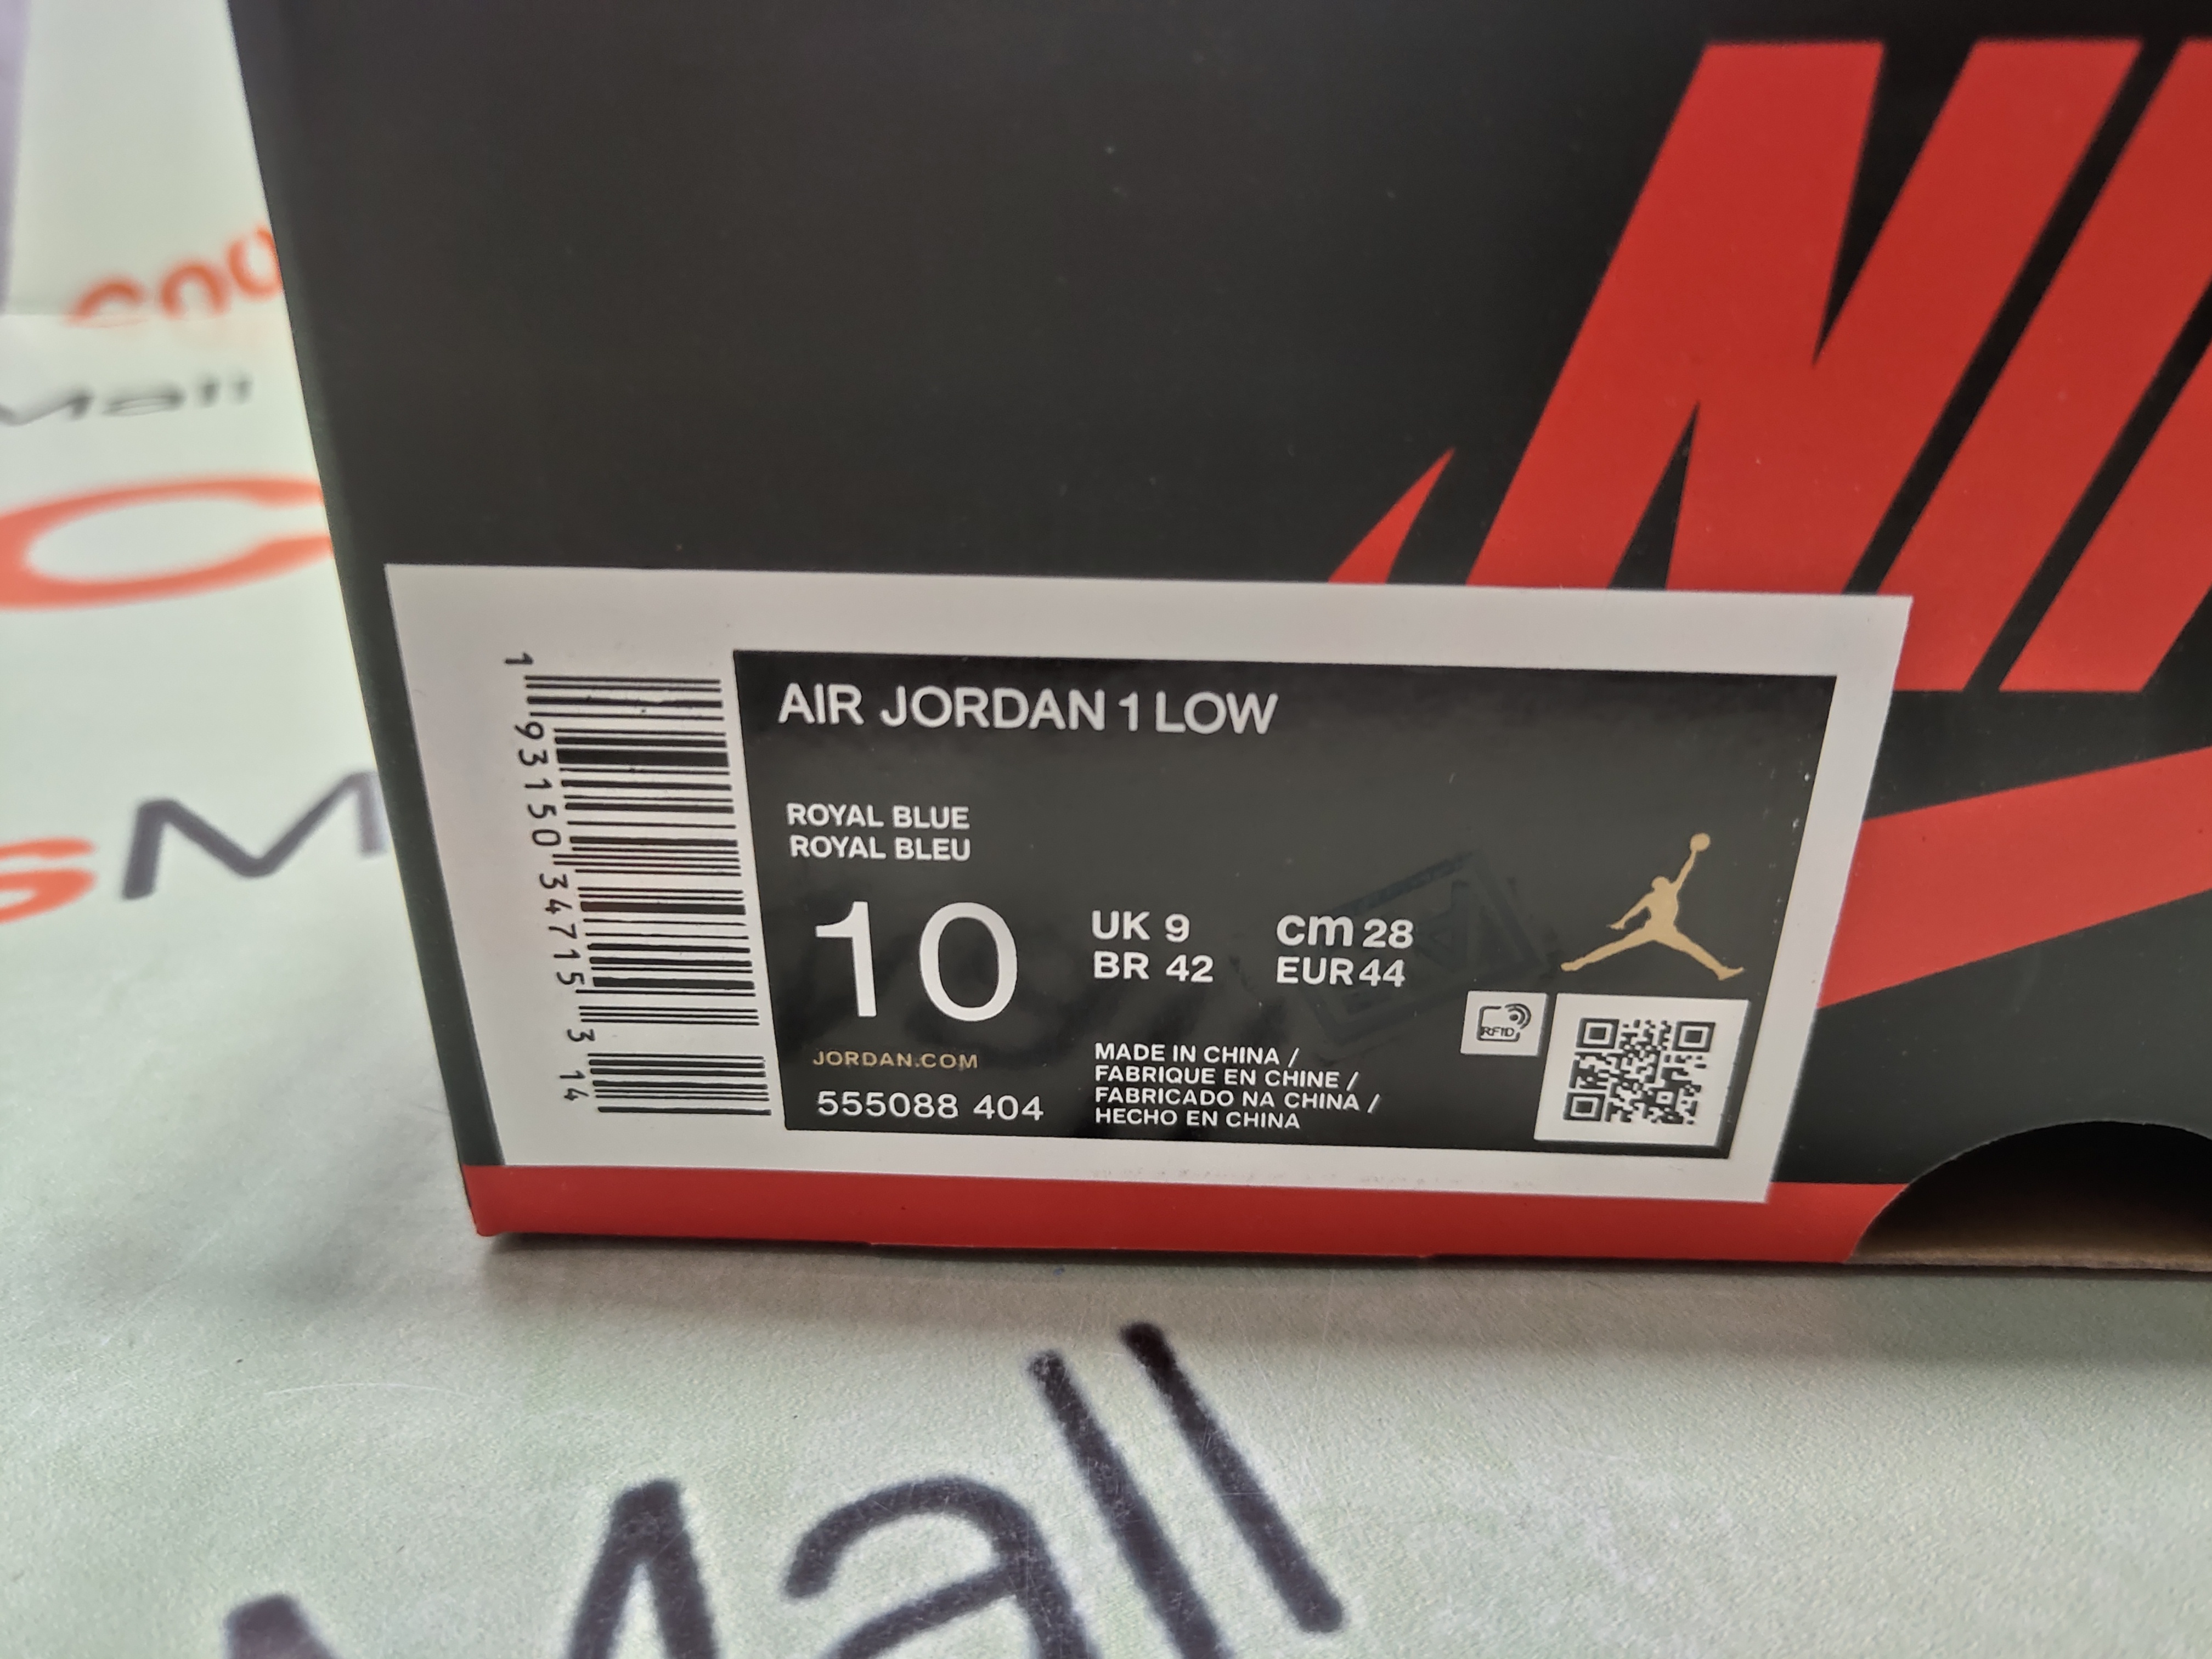 Mall
C
sM
1
93150
34715
3
14
AIR JORDAN 1 LOW
ROYAL BLUE
ROYAL BLEU
10
UK 9 cm 28
BR 42 EUR 44
JORDAN.COM
555088 404
MADE IN CHINA /
FABRIQUE EN CHINE /
FABRICADO NA CHINA /
HECHO EN CHINA
RFID
Mall